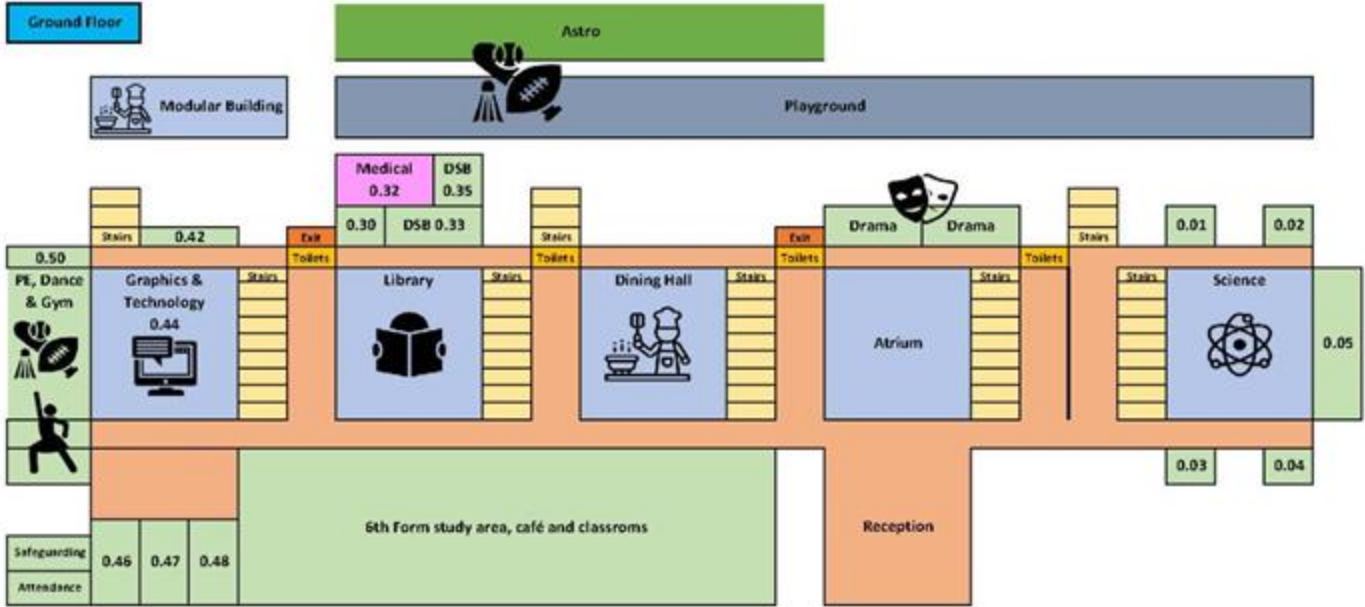 Ground Floor
Astro
Modular Building
Playground
Medical
0.32
DSB
0.35
0.30
DSB 0.33
Drama
Drama
0.01
0.02
Stairs
0.42
Exit
Stairs
Exit
Stairs
0.50
Toilets
Toilets
Toilets
Toilets
PE, Dance
& Gym
Graphics &
Technology
0.44
Stairs
Library
Stairs
Dining Hall
Stairs
Atrium
Stairs
Stairs
Science
0.05
0.03
0.04
6th Form study area, café and classroms
Reception
Safeguarding
Attendance
0.46
0.47
0.48